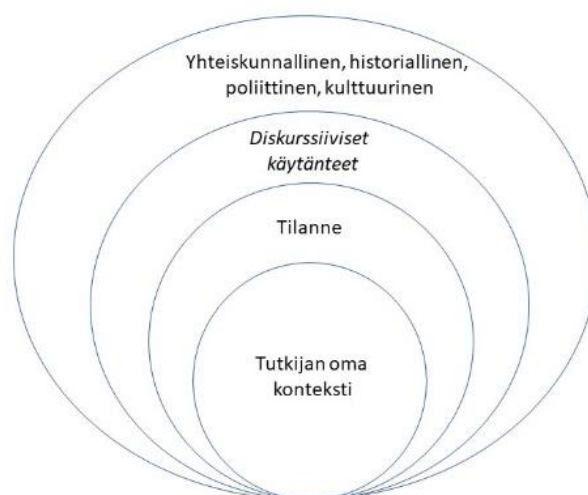 Yhteiskunnallinen, historiallinen,
poliittinen, kulttuurinen
Diskurssiiviset
käytänteet
Tilanne
Tutkijan oma
konteksti